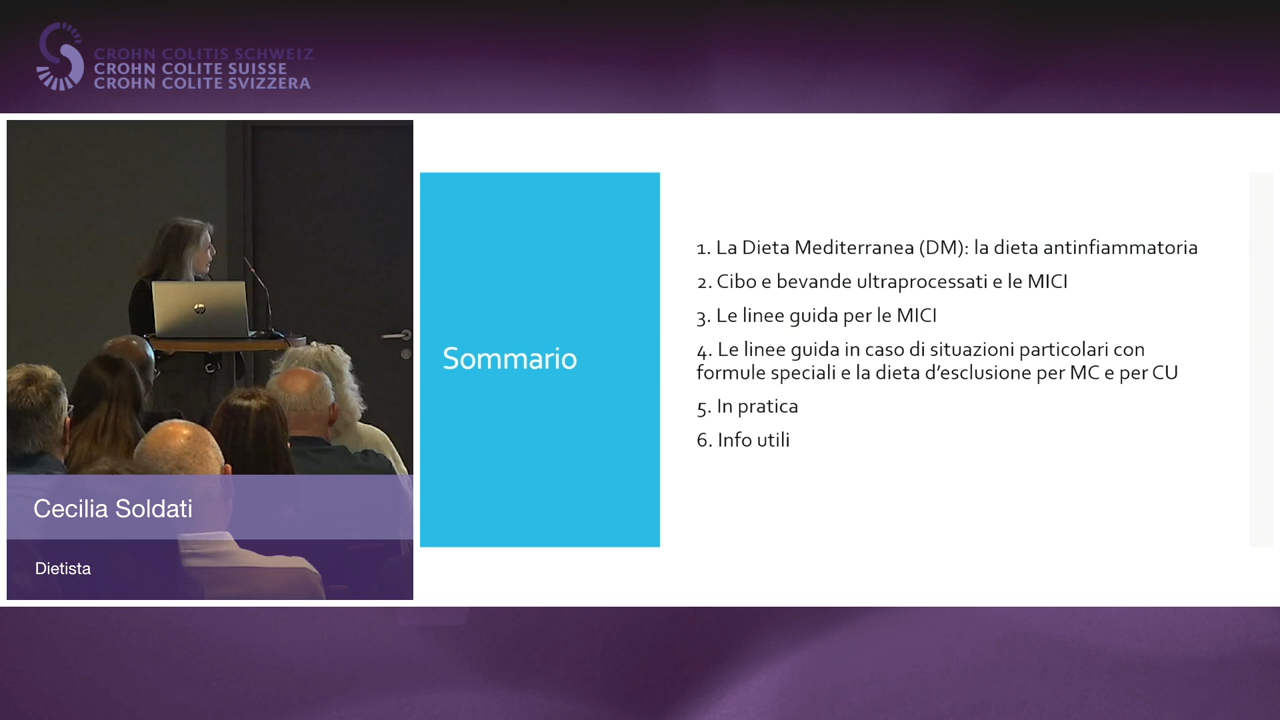 CROHN COLITIS SCHWEIZ
CROHN COLITE SUISSE
CROHN COLITE SVIZZERA
Cecilia Soldati
Dietista
Sommario
1. La Dieta Mediterranea (DM): la dieta antinfiammatoria
2. Cibo e bevande ultraprocessati e le MICI
3. Le linee guida per le MICI
4. Le linee guida in caso di situazioni particolari con
formule speciali e la dieta d'esclusione per MC e per CU
5. In pratica
6. Info utili